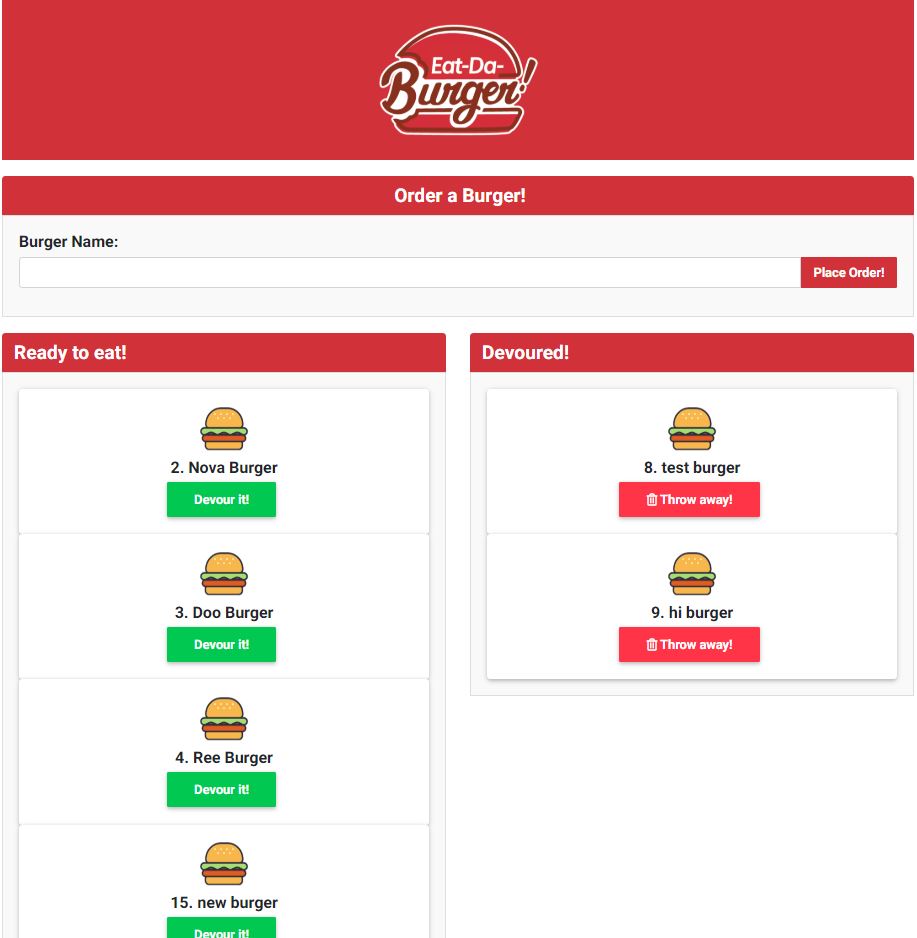 Eat-Da-
Burger!
Order a Burger!
Burger Name:
Place Order!
Ready to eat!
2. Nova Burger
Devour it!
3. Doo Burger
Devour it!
4. Ree Burger
Devour it!
15. new burger
Devour it!
Devoured!
8. test burger
Throw away!
9. hi burger
Throw away!